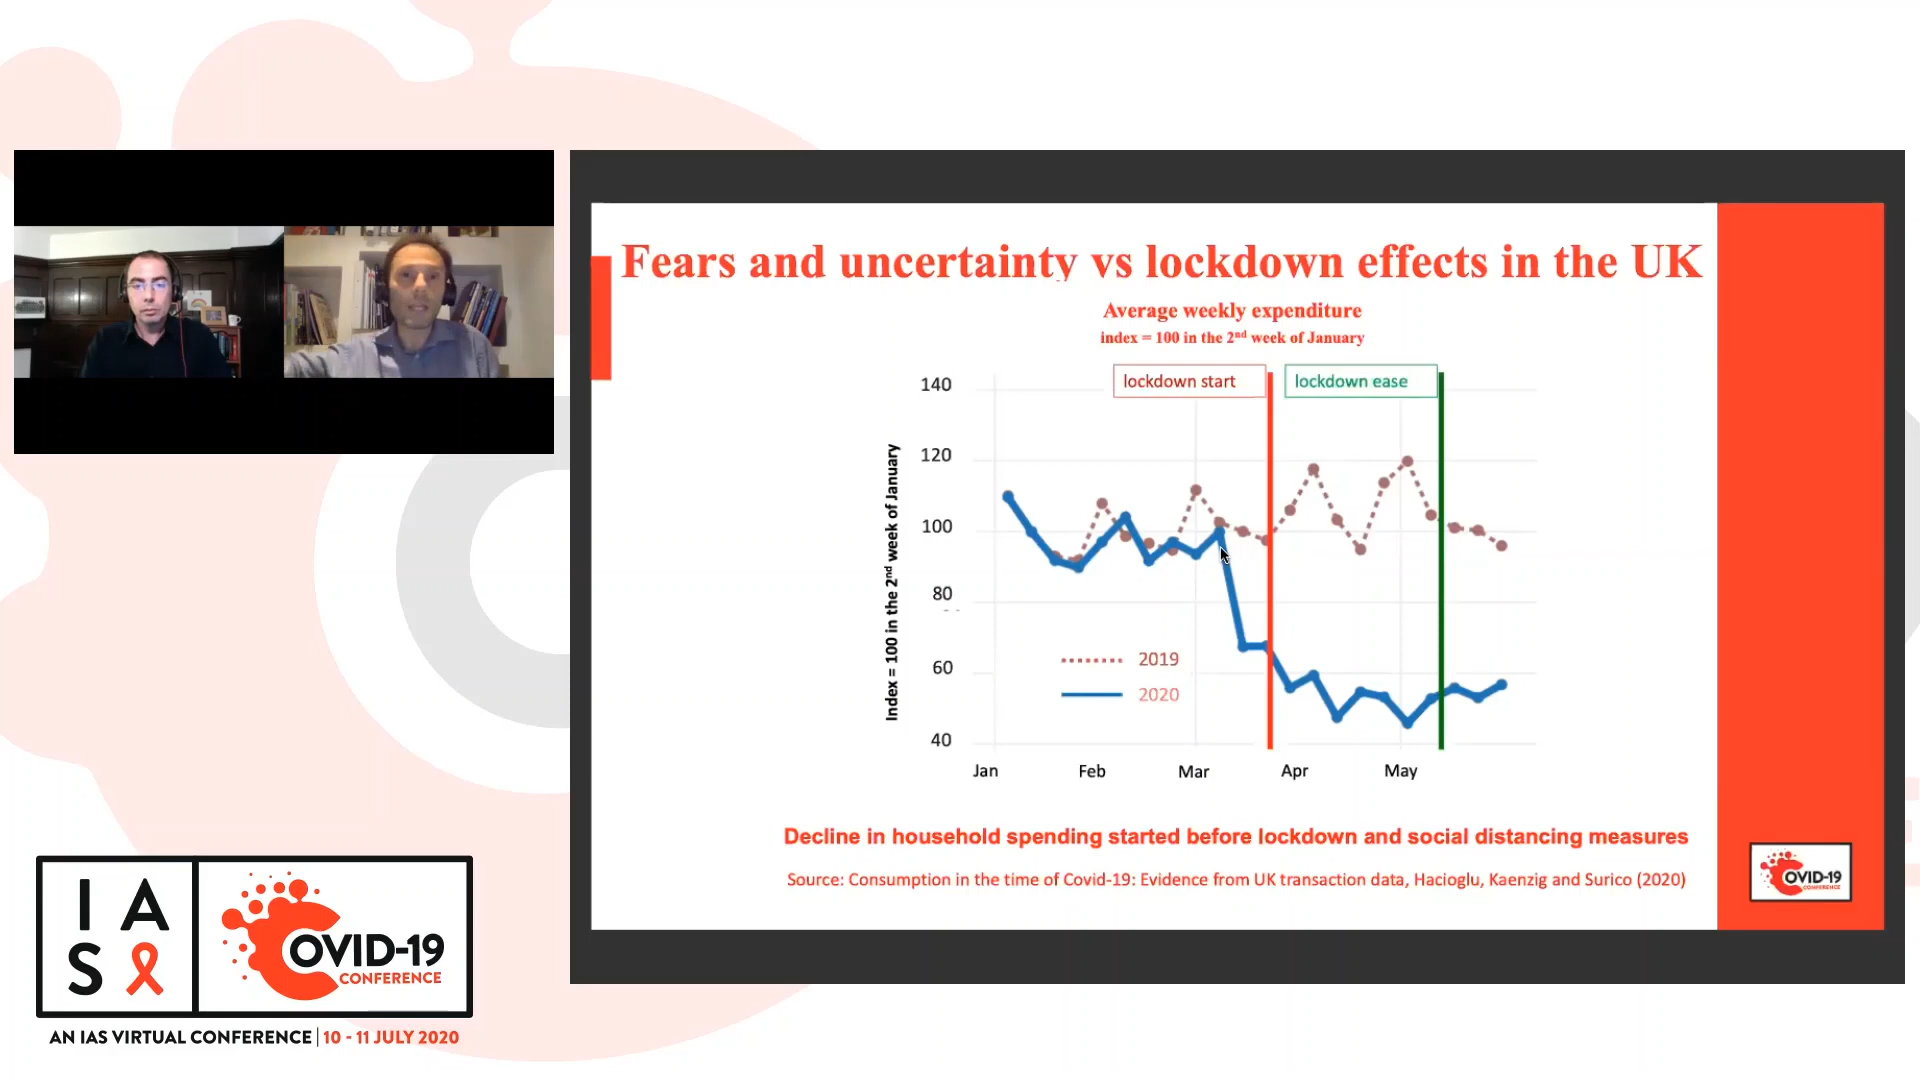 Fears and uncertainty vs lockdown effects in the UK
Average weekly expenditure
index = 100 in the 2nd week of January
lockdown start
lockdown ease
140
120
100
80
60
40
Index = 100 in the 2nd week of January
2019
2020
Jan
Feb
Mar
Apr
May
Decline in household spending started before lockdown and social distancing measures
Source: Consumption in the time of Covid-19: Evidence from UK transaction data, Hacioglu, Kaenzig and Surico (2020)
COVID-19
CONFERENCE
I A
S
COVID-19
CONFERENCE
AN IAS VIRTUAL CONFERENCE | 10 - 11 JULY 2020